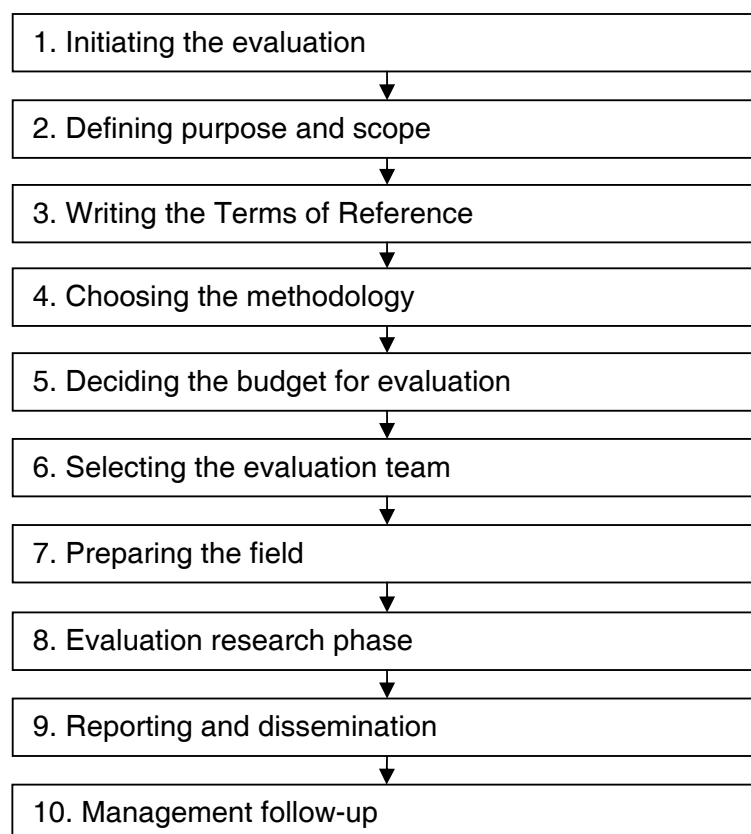 1. Initiating the evaluation
2. Defining purpose and scope
3. Writing the Terms of Reference
4. Choosing the methodology
5. Deciding the budget for evaluation
6. Selecting the evaluation team
7. Preparing the field
8. Evaluation research phase
9. Reporting and dissemination
10. Management follow-up